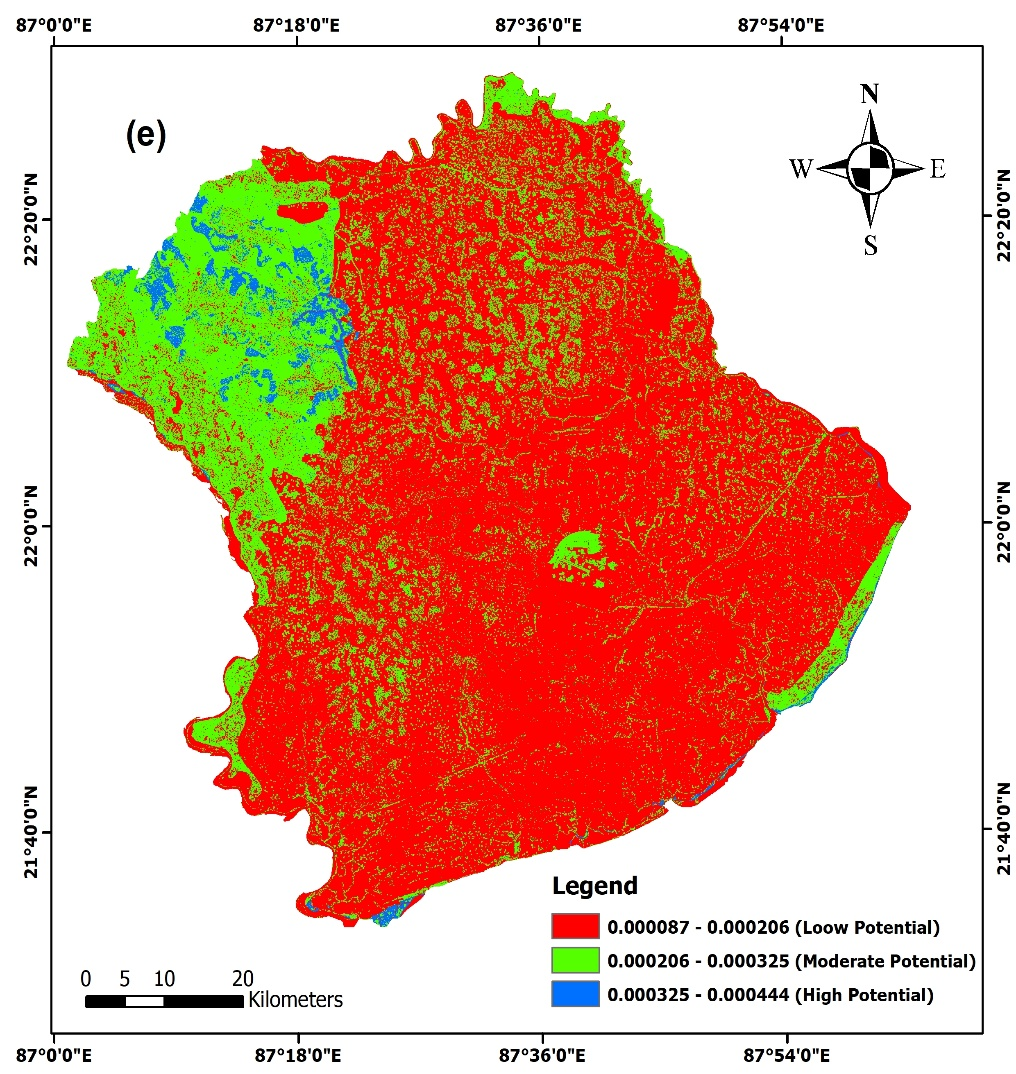 87°0'0"E 87°18'0"E 87°36'0"E 87°54'0"E
(e)
N
W E
S
22°20'0"N 22°20'0"N
22°0'0"N 22°0'0"N
21°40'0"N 21°40'0"N
Legend
0.000087 - 0.000206 (Loow Potential)
0.000206 - 0.000325 (Moderate Potential)
0.000325 - 0.000444 (High Potential)
0 5 10 20
Kilometers
87°0'0"E 87°18'0"E 87°36'0"E 87°54'0"E